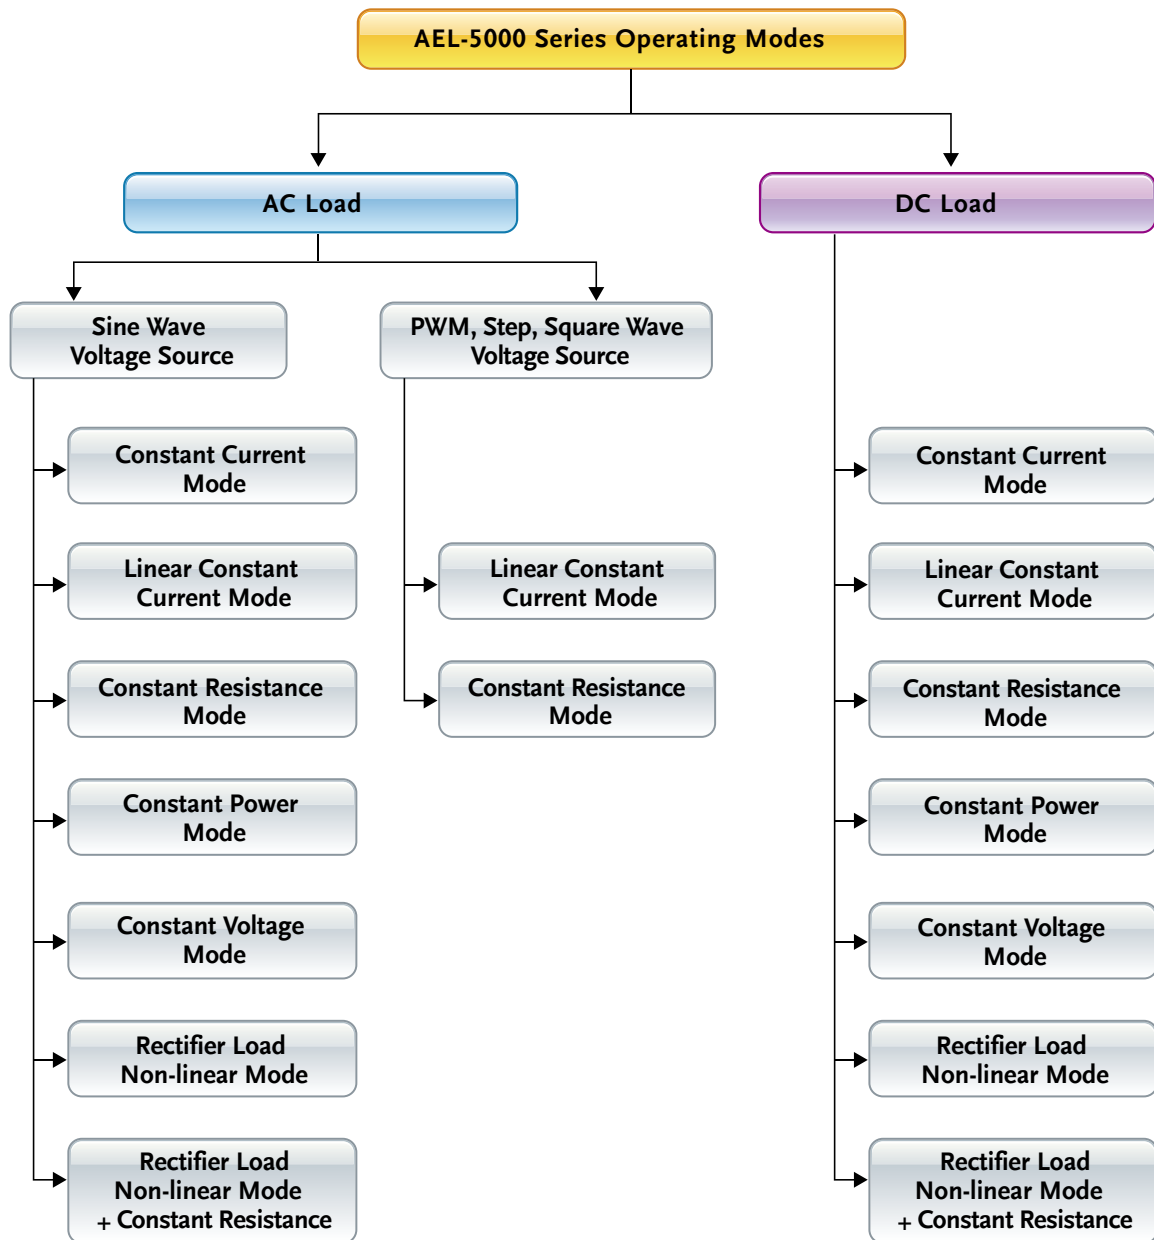 AEL-5000 Series Operating Modes
AC Load
DC Load
Sine Wave
Voltage Source
PWM, Step, Square Wave
Voltage Source
Constant Current
Mode
Linear Constant
Current Mode
Constant Resistance
Mode
Constant Power
Mode
Constant Voltage
Mode
Rectifier Load
Non-linear Mode
Rectifier Load
Non-linear Mode
+ Constant Resistance
Linear Constant
Current Mode
Constant Resistance
Mode
Constant Current
Mode
Linear Constant
Current Mode
Constant Resistance
Mode
Constant Power
Mode
Constant Voltage
Mode
Rectifier Load
Non-linear Mode
Rectifier Load
Non-linear Mode
+ Constant Resistance